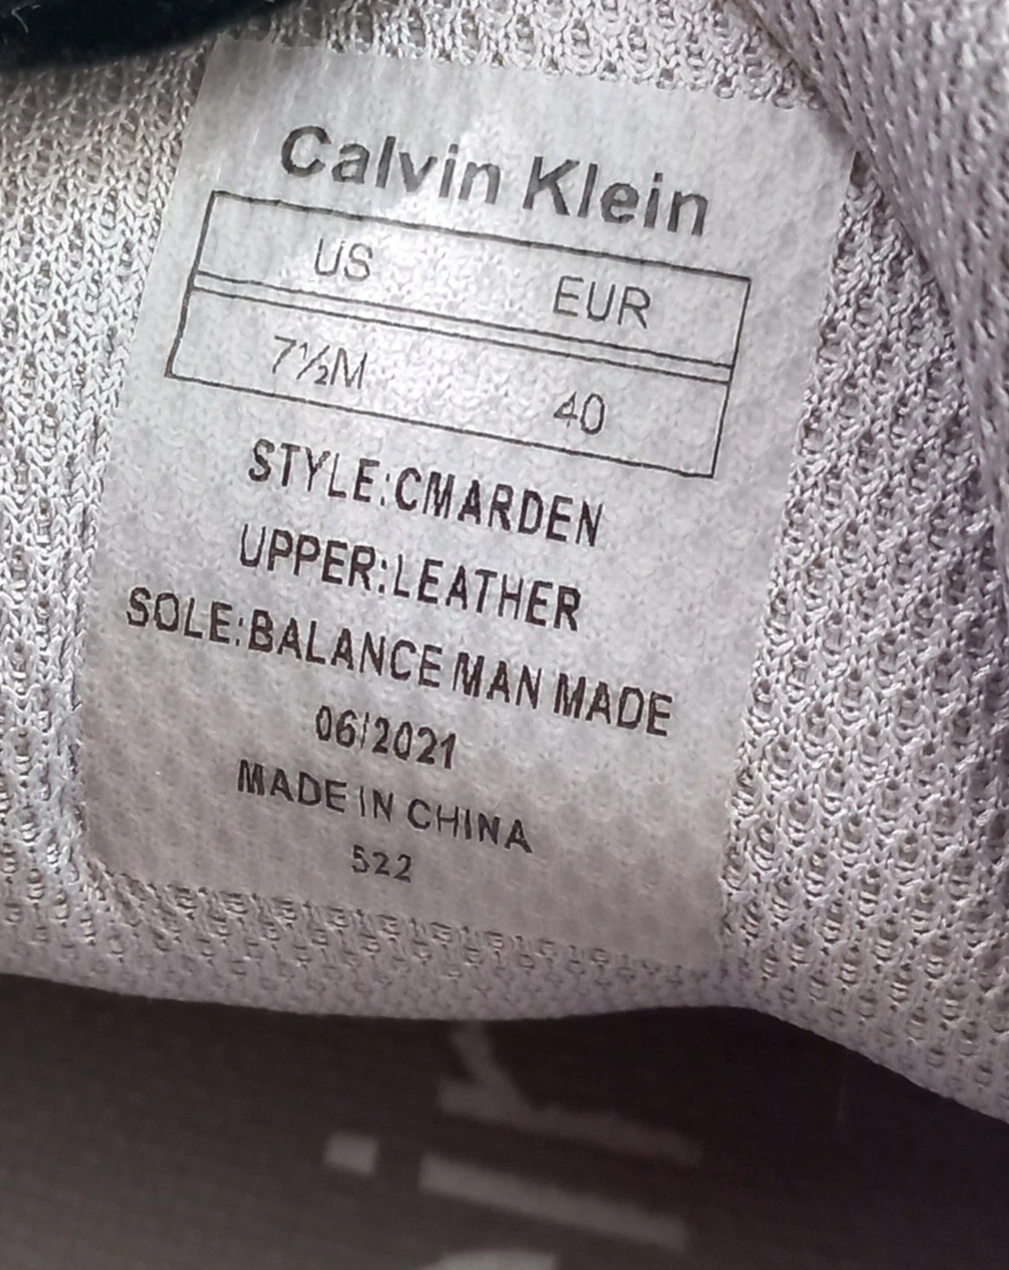 Calvin Klein
US EUR
7½M 40
STYLE:CMARDEN
UPPER:LEATHER
SOLE:BALANCE MAN MADE
06/2021
MADE IN CHINA
522